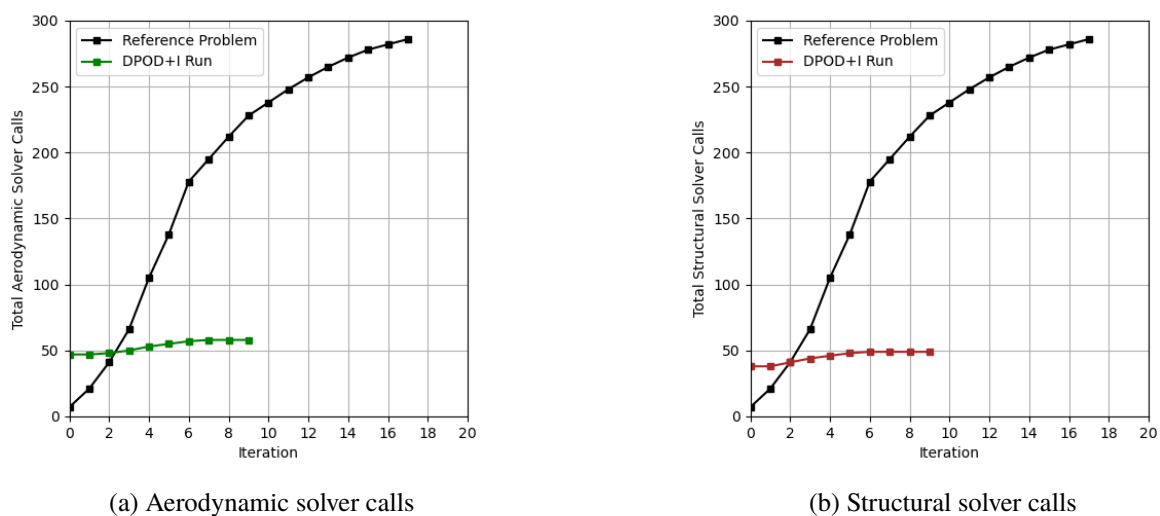 300
250
200
150
100
50
0
Total Aerodynamic Solver Calls
Reference Problem
DPOD+I Run
0 2 4 6 8 10 12 14 16 18 20
Iteration
(a) Aerodynamic solver calls
300
250
200
150
100
50
0
Total Structural Solver Calls
Reference Problem
DPOD+I Run
0 2 4 6 8 10 12 14 16 18 20
Iteration
(b) Structural solver calls